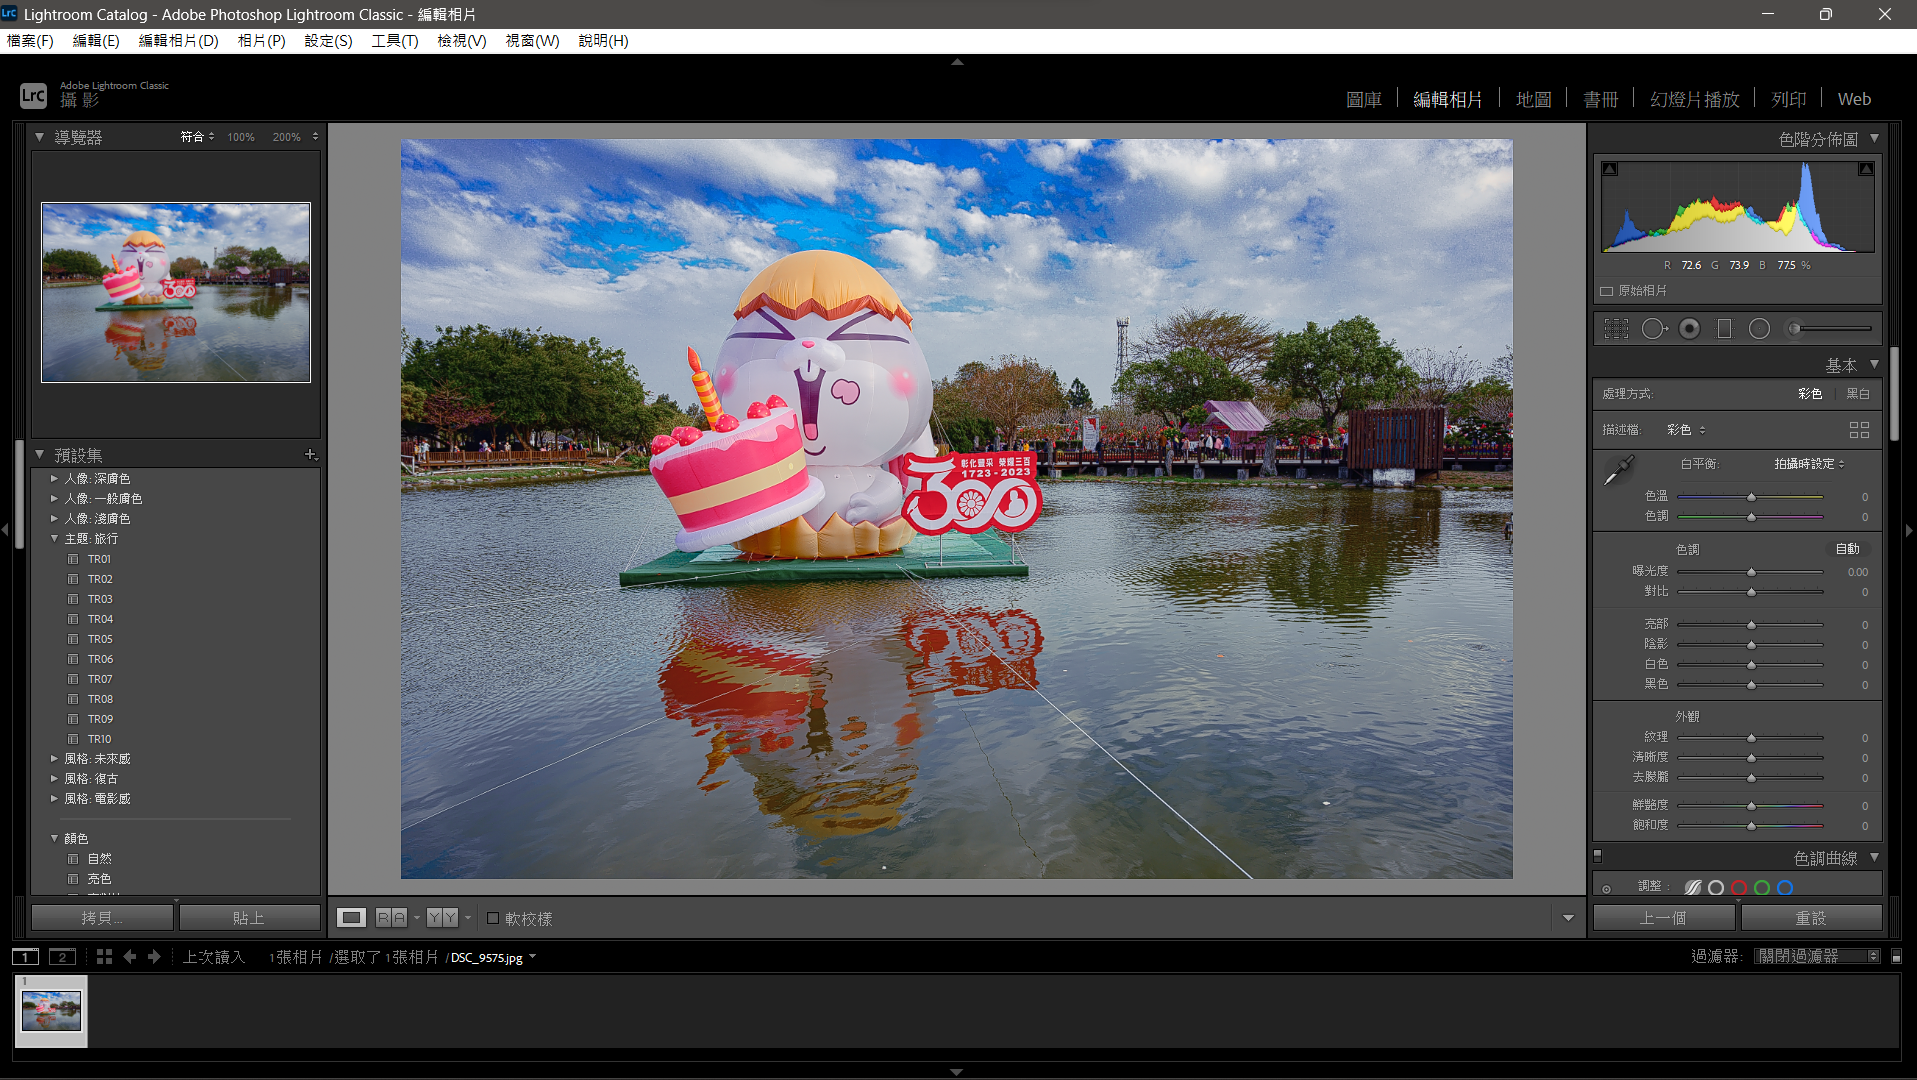 Lightroom Catalog - Adobe Photoshop Lightroom Classic - 編輯相片
檔案(F) 編輯(E) 編輯相片(D) 相片(P) 設定(S) 工具(T) 檢視(V) 視窗(W) 說明(H)
LrC Adobe Lightroom Classic
攝影
圖庫 編輯相片 地圖 書冊 幻燈片播放 列印 Web
導覽器 符合 100% 200%
預設集
人像: 深膚色
人像: 一般膚色
人像: 淺膚色
主題: 旅行
TR01
TR02
TR03
TR04
TR05
TR06
TR07
TR08
TR09
TR10
風格: 未來感
風格: 復古
風格: 電影感
顏色
自然
亮色
拷貝... 貼上
彰化豐采 榮耀三百
1723 - 2023
300
RA YY 軟校樣
色階分佈圖
R 72.6 G 73.9 B 77.5 %
原始相片
基本
處理方式: 彩色 黑白
描述檔: 彩色
白平衡: 拍攝時設定
色溫 0
色調 0
色調 自動
曝光度 0.00
對比 0
亮部 0
陰影 0
白色 0
黑色 0
外觀
紋理 0
清晰度 0
去朦朧 0
鮮豔度 0
飽和度 0
色調曲線
調整:
上一個 重設
1 2 上次讀入 1張相片 /選取了 1張相片 /DSC_9575.jpg 過濾器: 關閉過濾器
1